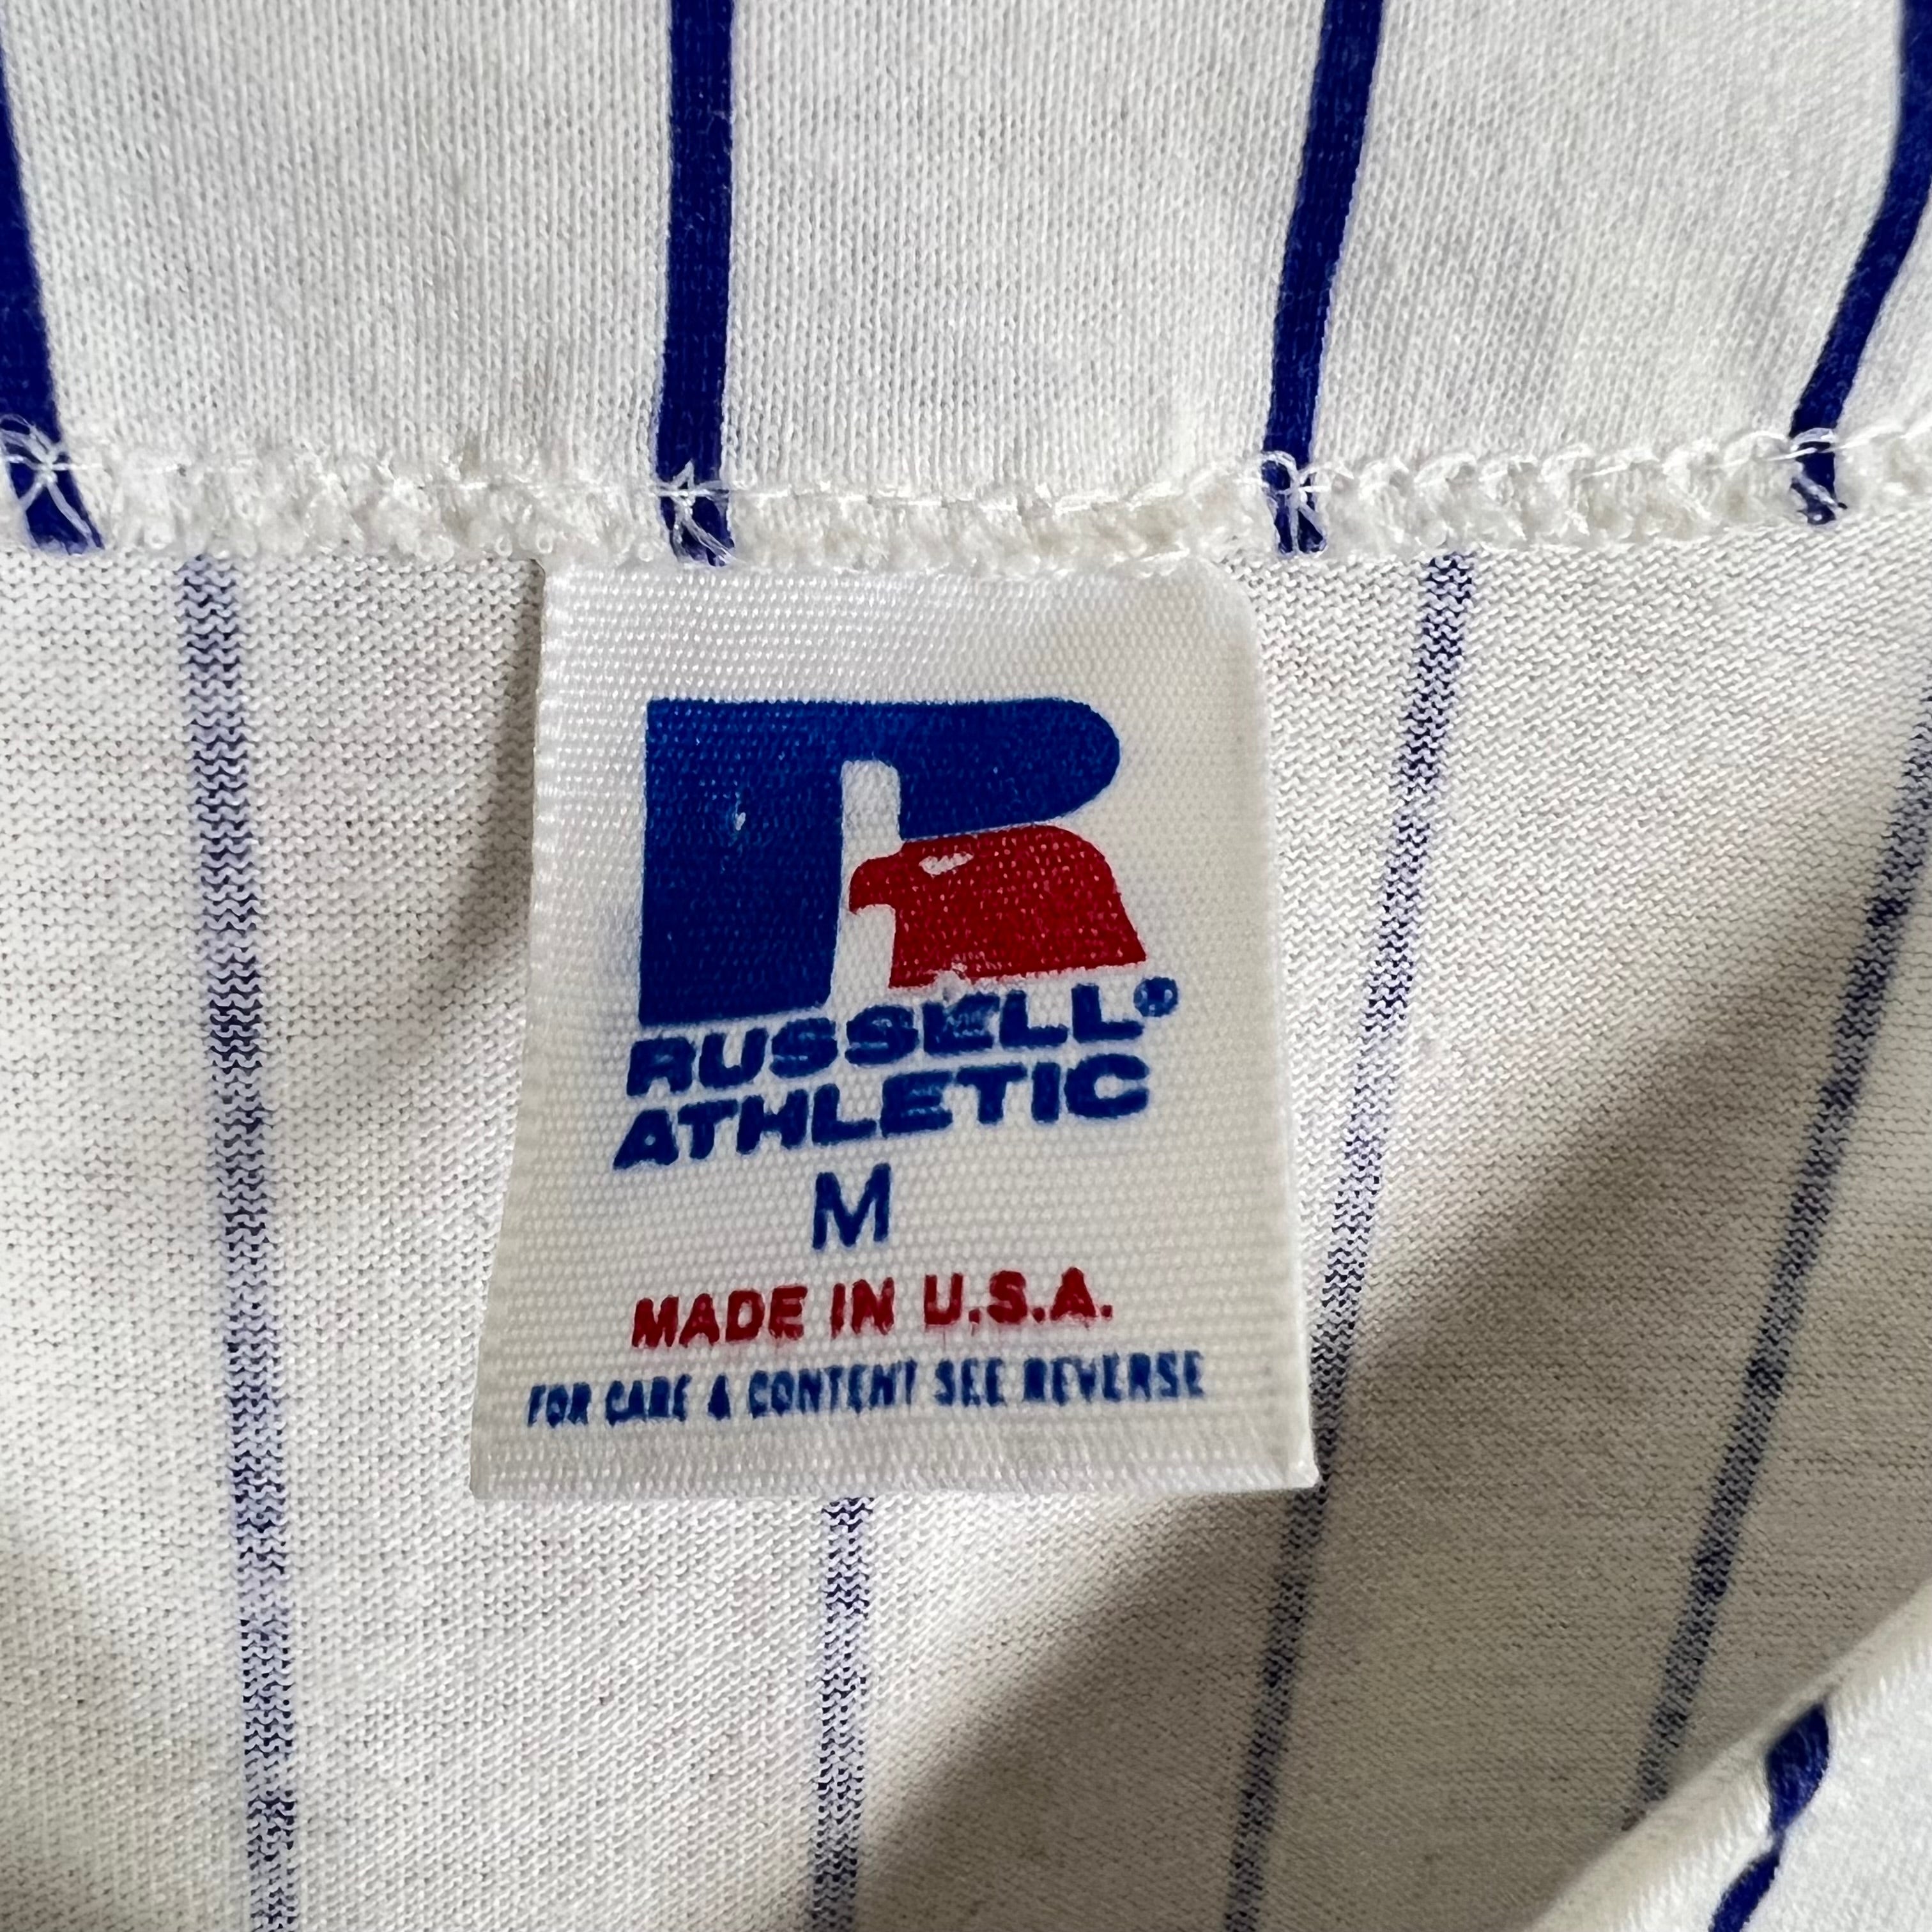 RUSSELL®
ATHLETIC
M
MADE IN U.S.A.
FOR CARE & CONTENT SEE REVERSE